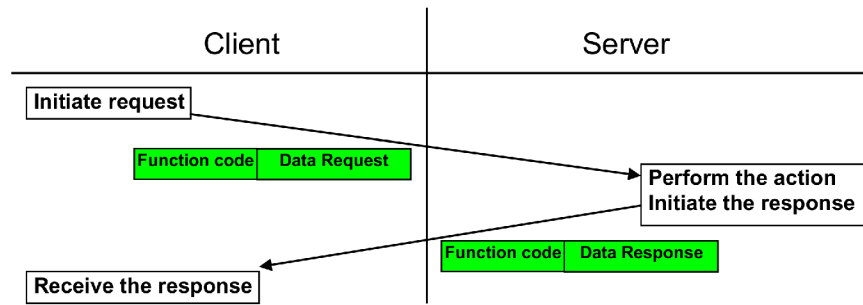 Client
Server
Initiate request
Function code Data Request
Perform the action
Initiate the response
Function code Data Response
Receive the response